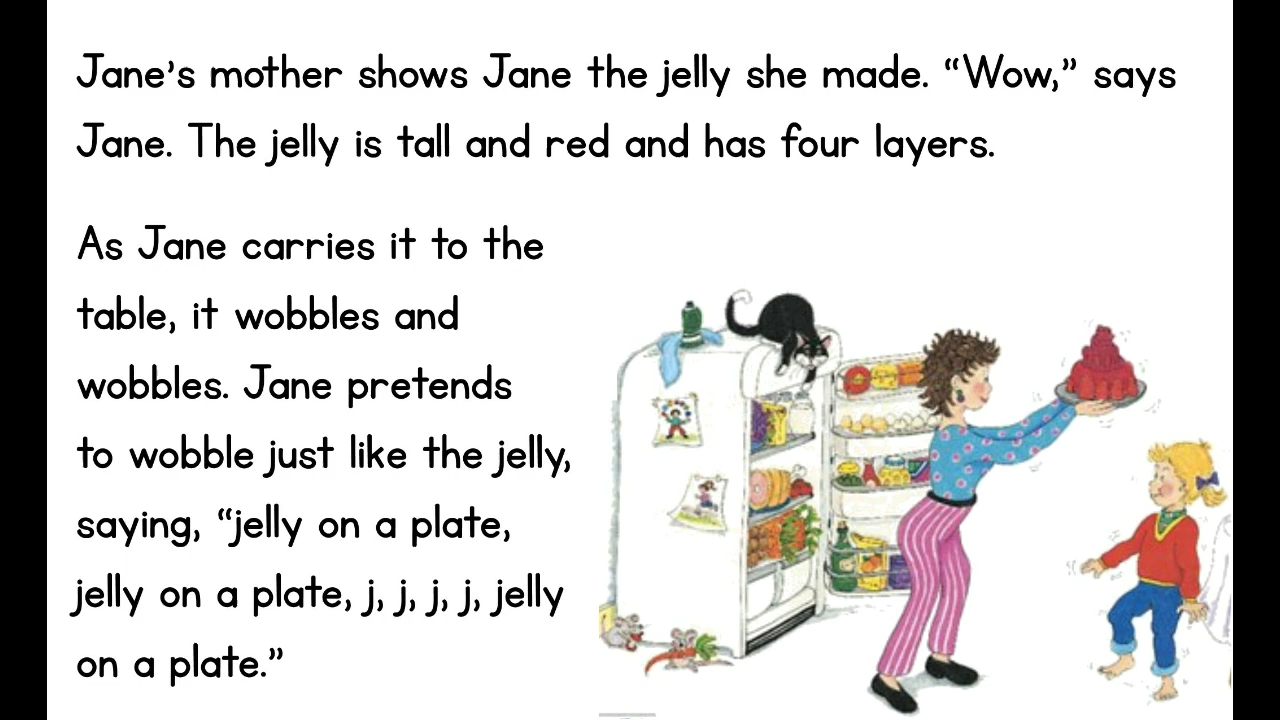 Jane’s mother shows Jane the jelly she made. “Wow,” says
Jane. The jelly is tall and red and has four layers.
As Jane carries it to the
table, it wobbles and
wobbles. Jane pretends
to wobble just like the jelly,
saying, “jelly on a plate,
jelly on a plate, j, j, j, j, jelly
on a plate.”